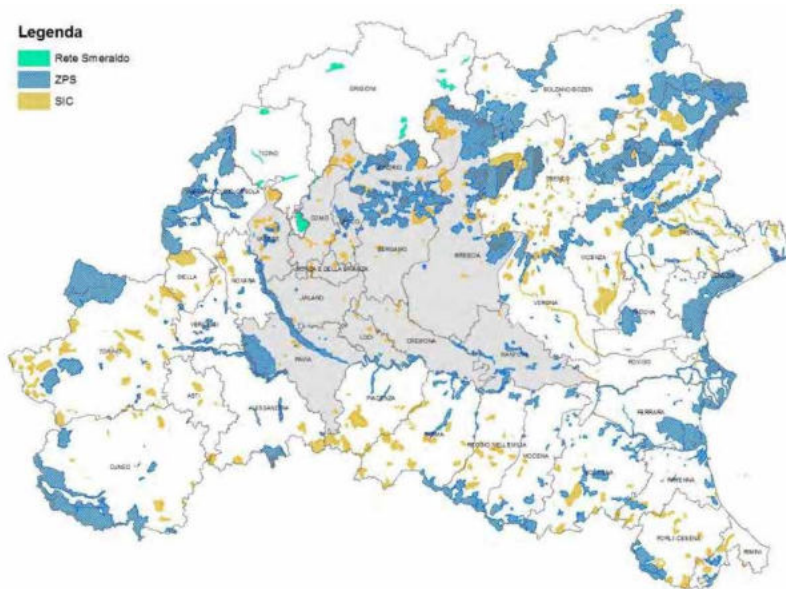 Legenda
Rete Smeraldo
ZPS
SIC
GRIGIONI
BOLZANO-BOZEN
TICINO
SONDRIO
TRENTO
COMO
BERGAMO
BRESCIA
VICENZA
VENEZIA
BIELLA
NOVARA
MILANO
VERONA
PADOVA
VERCELLI
TORINO
LODI
CREMONA
MANTOVA
PAVIA
ROVIGO
ASTI
ALESSANDRIA
PIACENZA
FERRARA
PARMA
REGGIO NELL'EMILIA
MODENA
CUNEO
BOLOGNA
RAVENNA
FORLI-CESENA
RIMINI